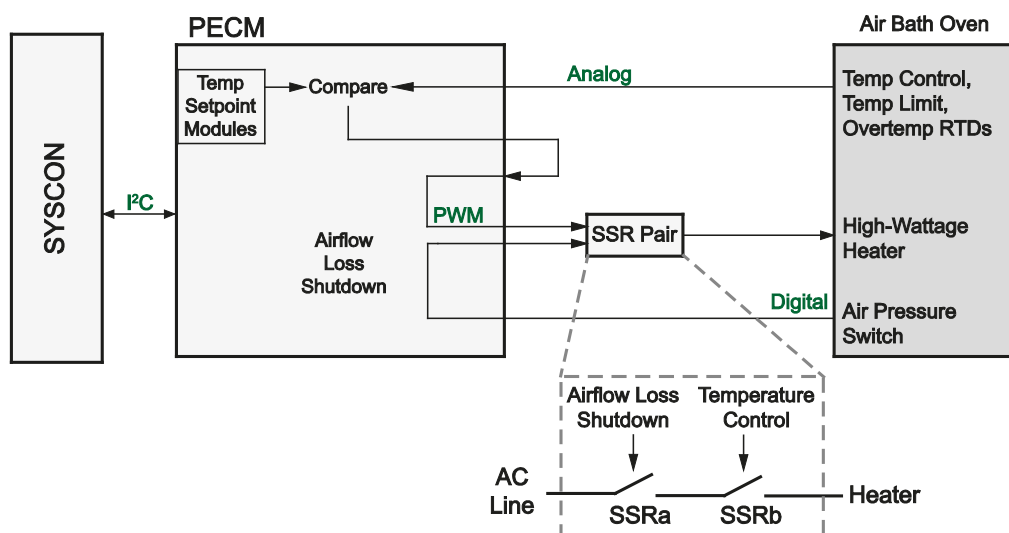 PECM
Air Bath Oven
SYSCON
I²C
Temp
Setpoint
Modules
Compare
Analog
Temp Control,
Temp Limit,
Overtemp RTDs
PWM
SSR Pair
High-Wattage
Heater
Airflow
Loss
Shutdown
Digital
Air Pressure
Switch
Airflow Loss
Shutdown
Temperature
Control
AC
Line
SSRa
SSRb
Heater